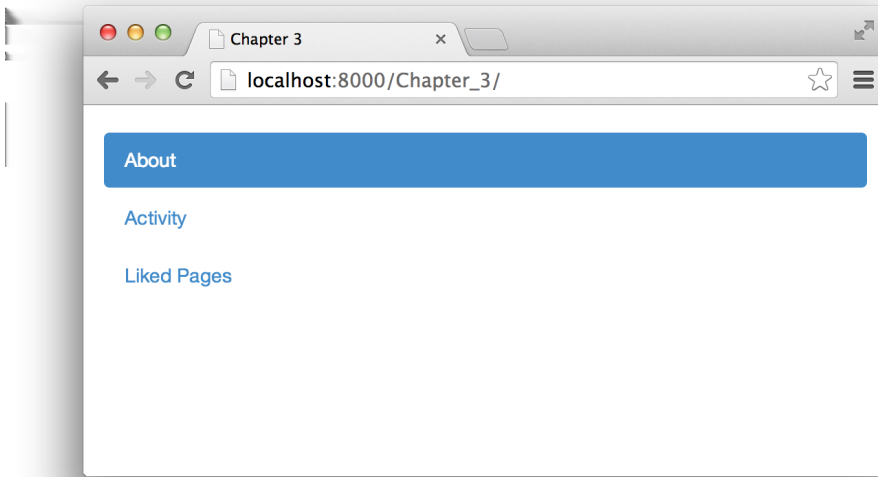 Chapter 3
localhost:8000/Chapter_3/
About
Activity
Liked Pages